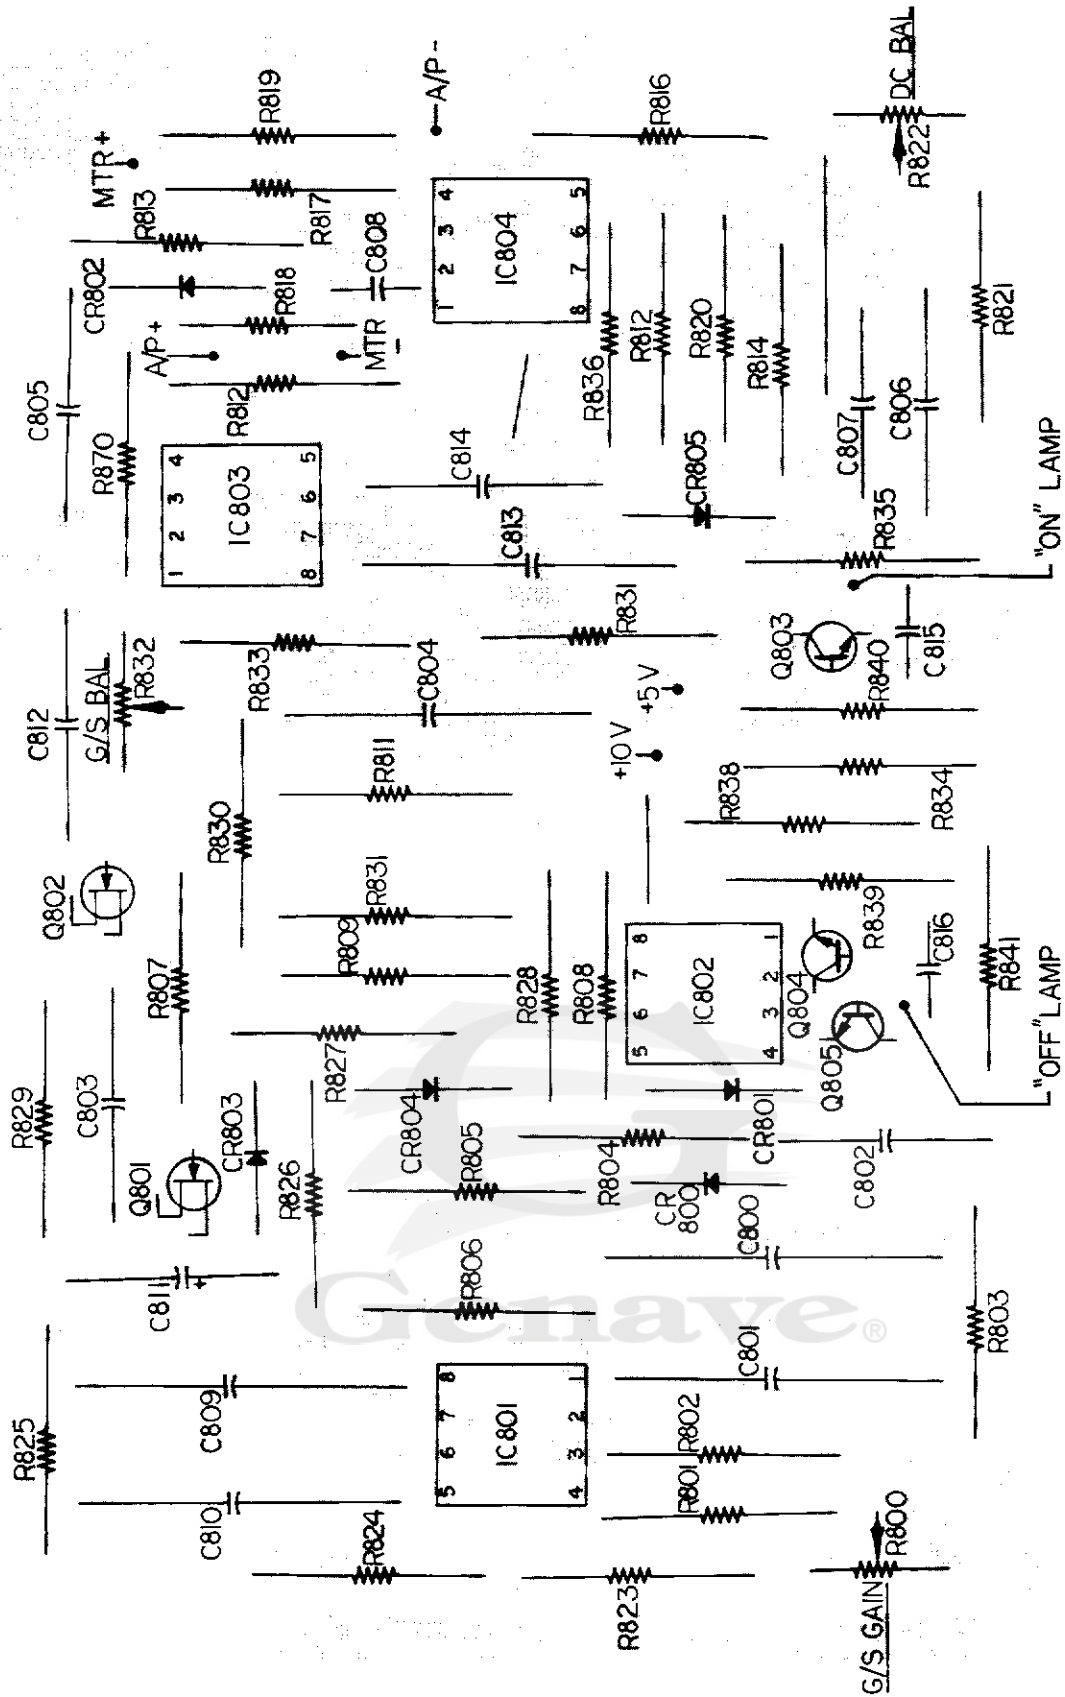 R825
R829
C812
C805
C810
C809
C811
Q801
C803
Q802
G/S BAL
R832
R870
CR802
R813
MTR+
R807
CR803
R826
R830
R833
IC803
1 2 3 4
8 7 6 5
R812
A/P+
R818
R817
R819
MTR -
C808
A/P-
R824
R827
R809
R831
R811
C804
CR804
R805
R806
C814
C813
IC801
5 6 7 8
4 3 2 1
IC804
1 2 3 4
8 7 6 5
R828
R808
R831
R836
R812
R820
R814
R816
R823
R801
R802
C801
C800
CR
800
R804
CR801
IC802
5 6 7 8
4 3 2 1
+10V
+5V
CR805
R838
Q803
Q804
Q805
C802
R839
R834
R840
C815
R835
C807
C806
R822
DC BAL
R821
G/S GAIN
R800
R803
C816
R841
"OFF" LAMP
"ON" LAMP
Genave®